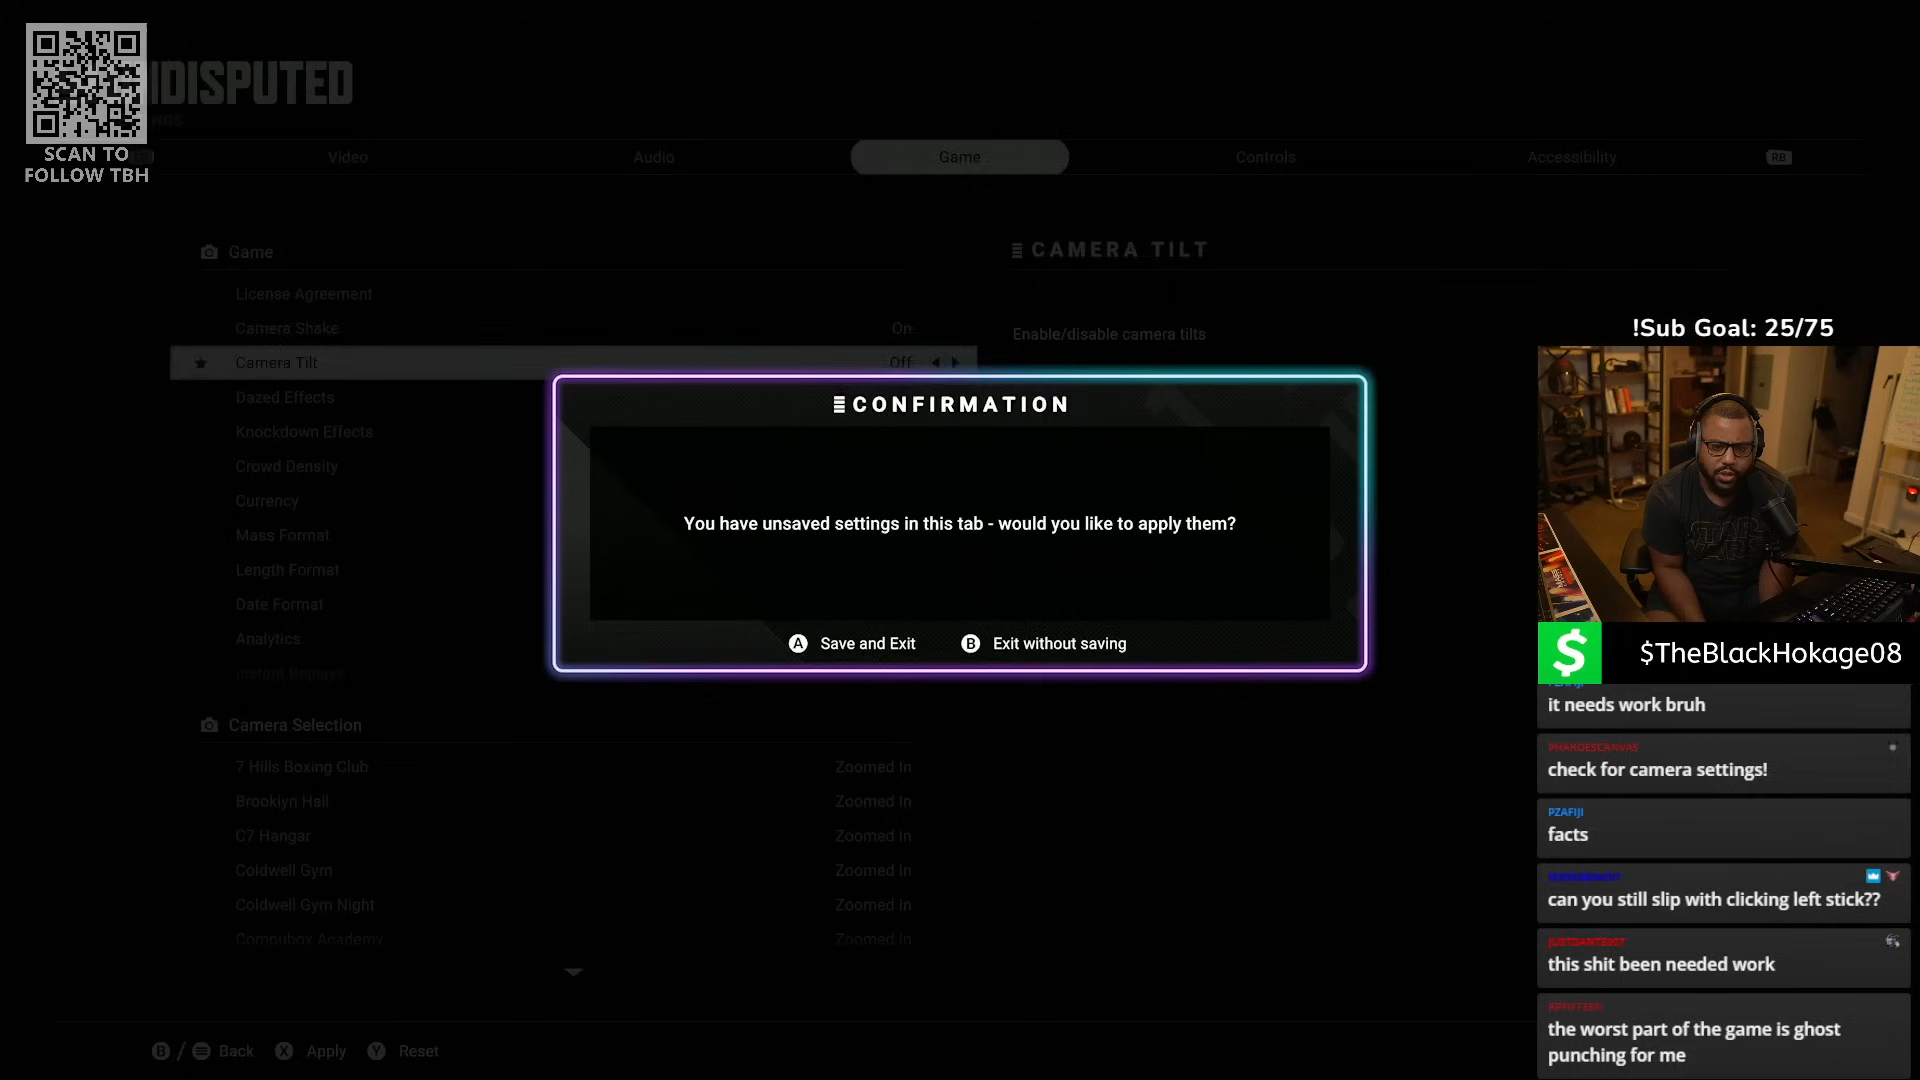 SCAN TO
FOLLOW TBH
DISPUTED
Video
Audio
Game
Controls
Accessibility
RB
Game
License Agreement
Camera Shake
On
Camera Tilt
Off
Dazed Effects
Knockdown Effects
Crowd Density
Currency
Mass Format
Length Format
Date Format
Analytics
Instant Replays
Camera Selection
7 Hills Boxing Club
Zoomed In
Brooklyn Hall
Zoomed In
C7 Hangar
Zoomed In
Coldwell Gym
Zoomed In
Coldwell Gym Night
Zoomed In
Compubox Academy
Zoomed In
CAMERA TILT
Enable/disable camera tilts
CONFIRMATION
You have unsaved settings in this tab - would you like to apply them?
A Save and Exit
B Exit without saving
B / Back
X Apply
Y Reset
!Sub Goal: 25/75
$ $TheBlackHokage08
it needs work bruh
PHAROESCANVAS
check for camera settings!
PZAFIJI
facts
can you still slip with clicking left stick??
JUSTDANTE007
this shit been needed work
the worst part of the game is ghost
punching for me